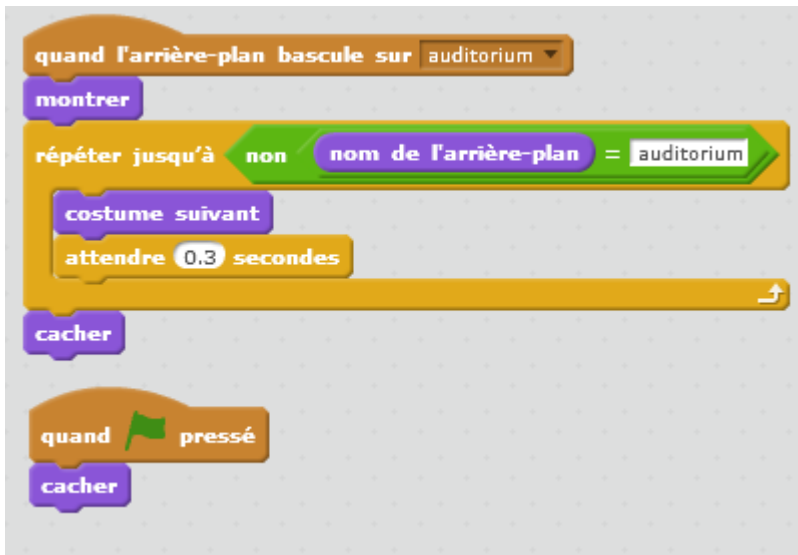 quand l'arrière-plan bascule sur auditorium
montrer
répéter jusqu'à non nom de l'arrière-plan = auditorium
costume suivant
attendre 0.3 secondes
cacher
quand pressé
cacher